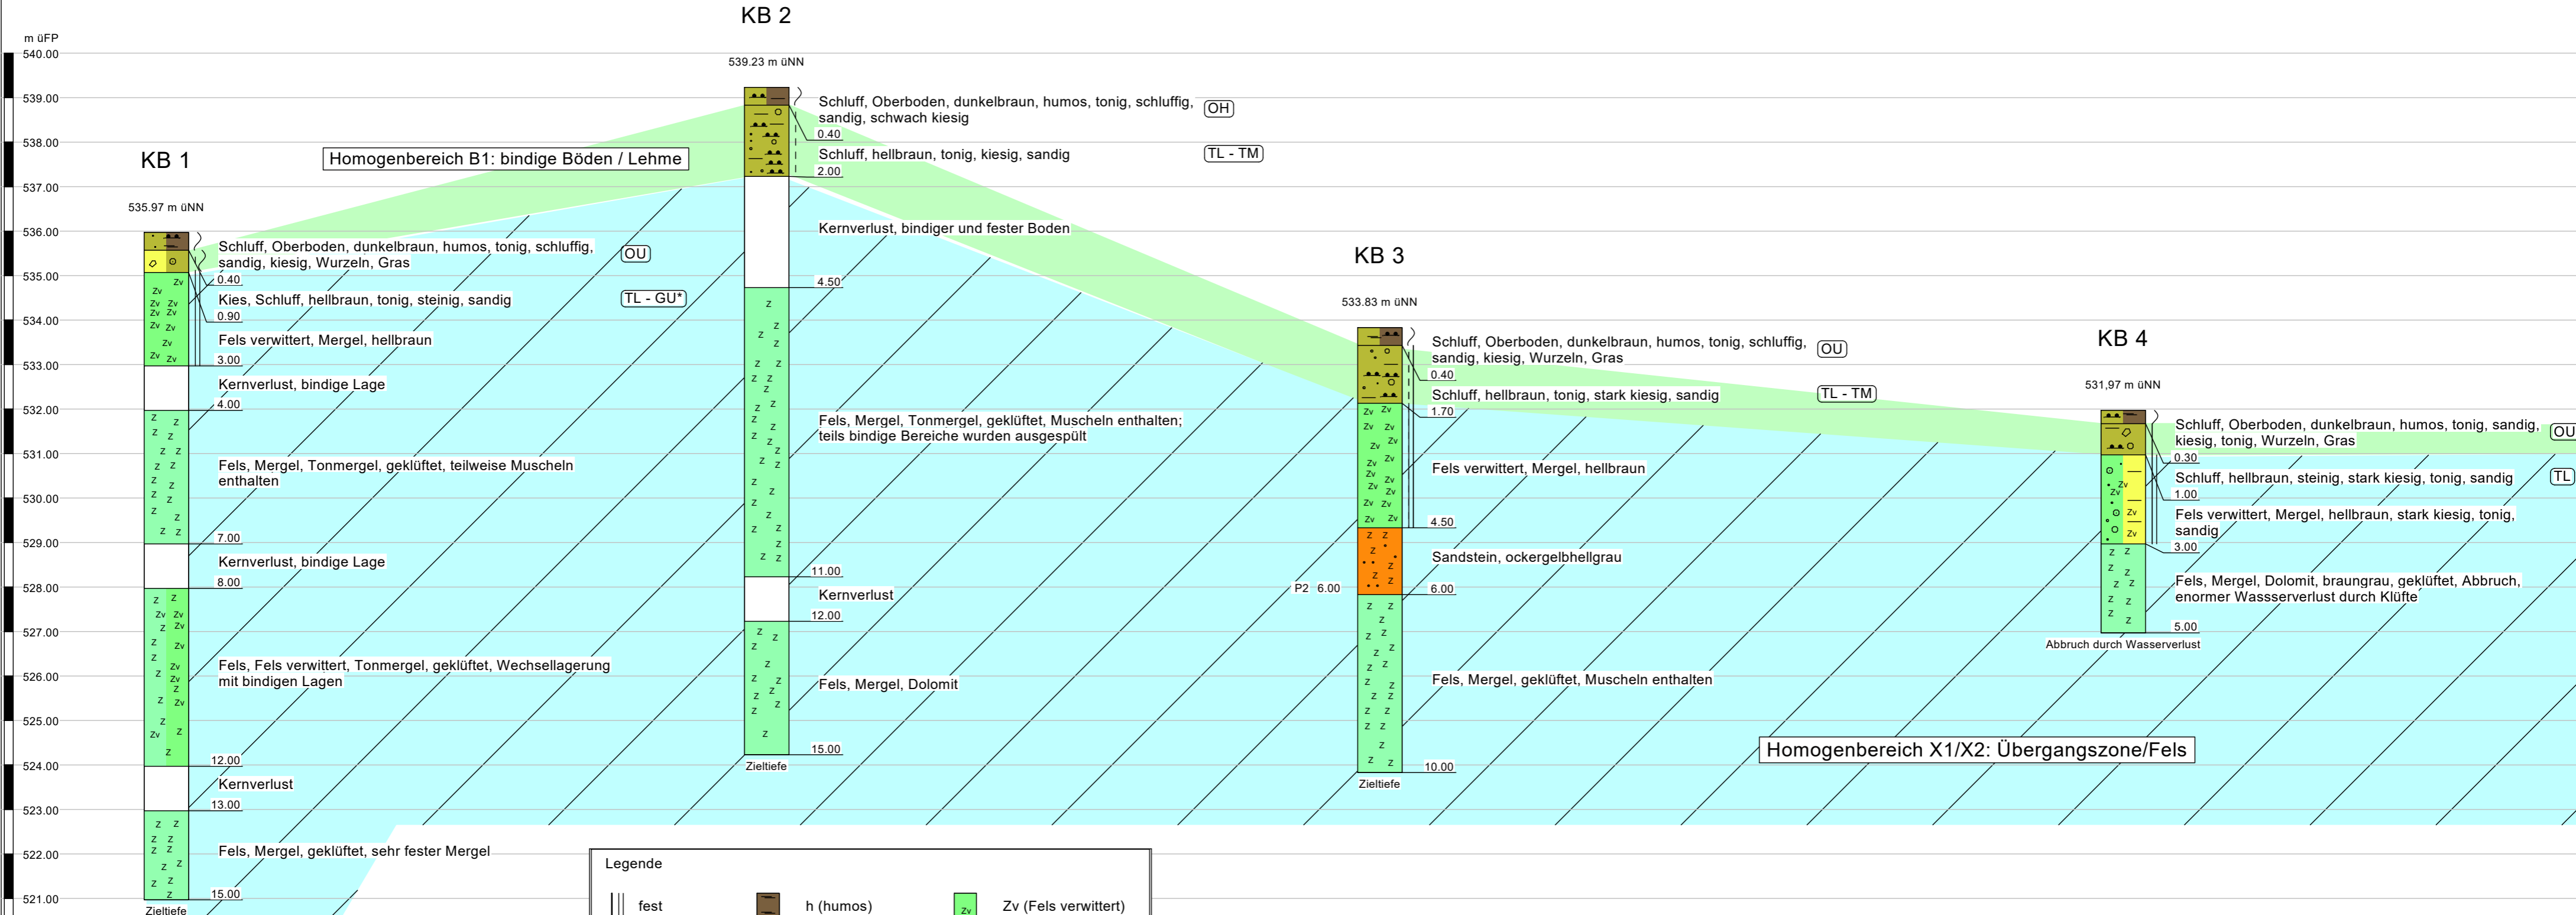 m üFP
540.00
539.00
538.00
537.00
536.00
535.00
534.00
533.00
532.00
531.00
530.00
529.00
528.00
527.00
526.00
525.00
524.00
523.00
522.00
521.00
KB 1
535.97 m üNN
Schluff, Oberboden, dunkelbraun, humos, tonig, schluffig,
sandig, kiesig, Wurzeln, Gras
OU
0.40
Kies, Schluff, hellbraun, tonig, steinig, sandig
TL - GU*
0.90
Fels verwittert, Mergel, hellbraun
3.00
Kernverlust, bindige Lage
4.00
Fels, Mergel, Tonmergel, geklüftet, teilweise Muscheln
enthalten
7.00
Kernverlust, bindige Lage
8.00
Fels, Fels verwittert, Tonmergel, geklüftet, Wechsellagerung
mit bindigen Lagen
12.00
Kernverlust
13.00
Fels, Mergel, geklüftet, sehr fester Mergel
15.00
Zieltiefe
Homogenbereich B1: bindige Böden / Lehme
KB 2
539.23 m üNN
Schluff, Oberboden, dunkelbraun, humos, tonig, schluffig,
sandig, schwach kiesig
OH
0.40
Schluff, hellbraun, tonig, kiesig, sandig
TL - TM
2.00
Kernverlust, bindiger und fester Boden
4.50
Fels, Mergel, Tonmergel, geklüftet, Muscheln enthalten;
teils bindige Bereiche wurden ausgespült
11.00
Kernverlust
12.00
Fels, Mergel, Dolomit
15.00
Zieltiefe
KB 3
533.83 m üNN
Schluff, Oberboden, dunkelbraun, humos, tonig, schluffig,
sandig, kiesig, Wurzeln, Gras
OU
0.40
Schluff, hellbraun, tonig, stark kiesig, sandig
TL - TM
1.70
Fels verwittert, Mergel, hellbraun
4.50
Sandstein, ockergelbhellgrau
P2 6.00
6.00
Fels, Mergel, geklüftet, Muscheln enthalten
10.00
Zieltiefe
KB 4
531,97 m üNN
Schluff, Oberboden, dunkelbraun, humos, tonig, sandig,
kiesig, tonig, Wurzeln, Gras
OU
0.30
Schluff, hellbraun, steinig, stark kiesig, tonig, sandig
TL
1.00
Fels verwittert, Mergel, hellbraun, stark kiesig, tonig,
sandig
3.00
Fels, Mergel, Dolomit, braungrau, geklüftet, Abbruch,
enormer Wassserverlust durch Klüfte
5.00
Abbruch durch Wasserverlust
Homogenbereich X1/X2: Übergangszone/Fels
Legende
fest
h (humos)
Zv
Zv (Fels verwittert)